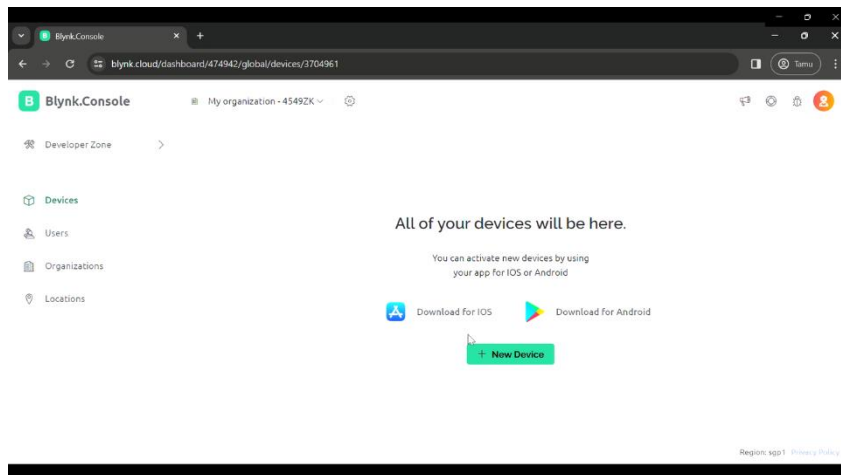 Blynk.Console
blynk.cloud/dashboard/474942/global/devices/3704961
Tamu
B Blynk.Console
My organization - 4549ZK
Developer Zone
Devices
Users
Organizations
Locations
All of your devices will be here.
You can activate new devices by using
your app for IOS or Android
Download for IOS
Download for Android
+ New Device
Region: sgp1 Privacy Policy